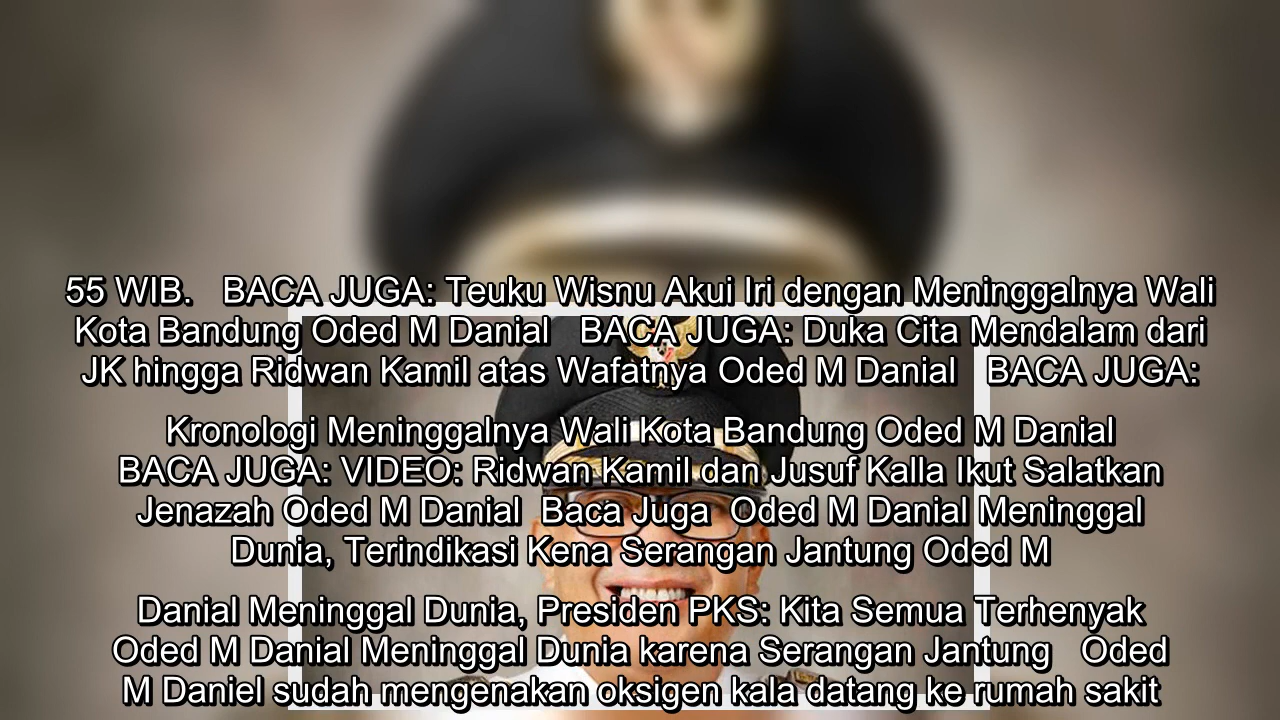 55 WIB.   BACA JUGA: Teuku Wisnu Akui Iri dengan Meninggalnya Wali
Kota Bandung Oded M Danial   BACA JUGA: Duka Cita Mendalam dari
JK hingga Ridwan Kamil atas Wafatnya Oded M Danial   BACA JUGA:
Kronologi Meninggalnya Wali Kota Bandung Oded M Danial
BACA JUGA: VIDEO: Ridwan Kamil dan Jusuf Kalla Ikut Salatkan
Jenazah Oded M Danial  Baca Juga  Oded M Danial Meninggal
Dunia, Terindikasi Kena Serangan Jantung Oded M
Danial Meninggal Dunia, Presiden PKS: Kita Semua Terhenyak
Oded M Danial Meninggal Dunia karena Serangan Jantung   Oded
M Daniel sudah mengenakan oksigen kala datang ke rumah sakit